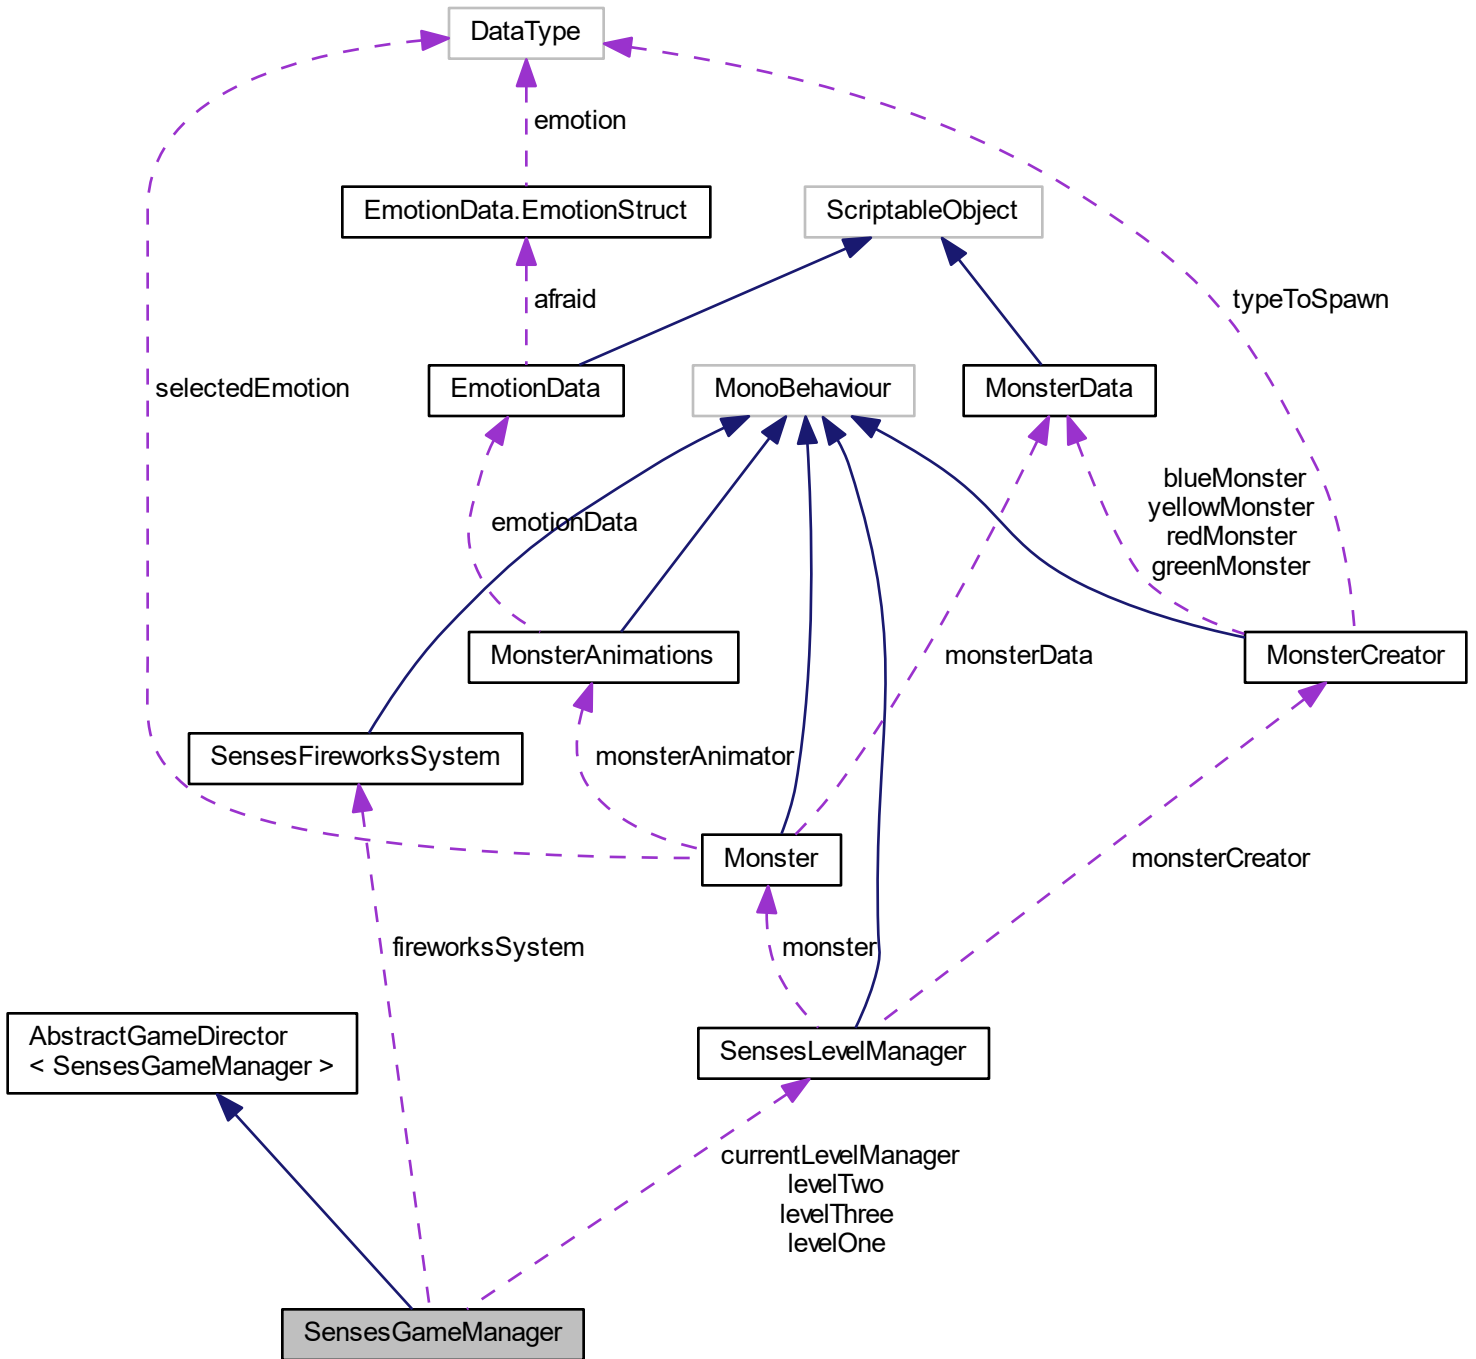 DataType
emotion
EmotionData.EmotionStruct
ScriptableObject
afraid
typeToSpawn
selectedEmotion
EmotionData
MonoBehaviour
MonsterData
blueMonster
yellowMonster
redMonster
greenMonster
emotionData
MonsterAnimations
monsterData
MonsterCreator
SensesFireworksSystem
monsterAnimator
Monster
monsterCreator
fireworksSystem
monster
AbstractGameDirector
< SensesGameManager >
SensesLevelManager
currentLevelManager
levelTwo
levelThree
levelOne
SensesGameManager